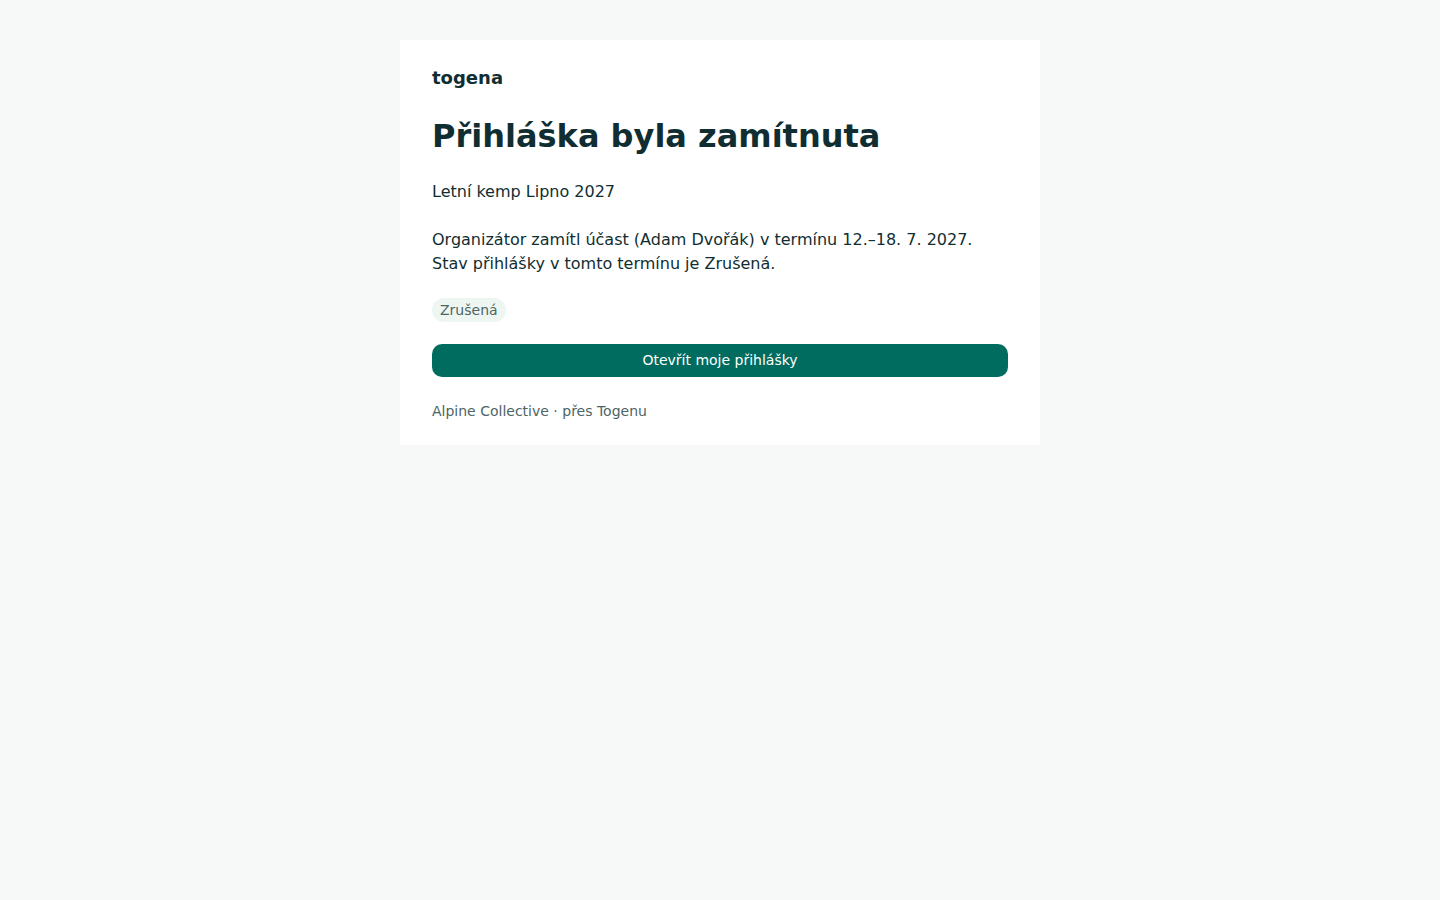 togena
Přihláška byla zamítnuta
Letní kemp Lipno 2027
Organizátor zamítl účast (Adam Dvořák) v termínu 12.–18. 7. 2027.
Stav přihlášky v tomto termínu je Zrušená.
Zrušená
Otevřít moje přihlášky
Alpine Collective · přes Togenu